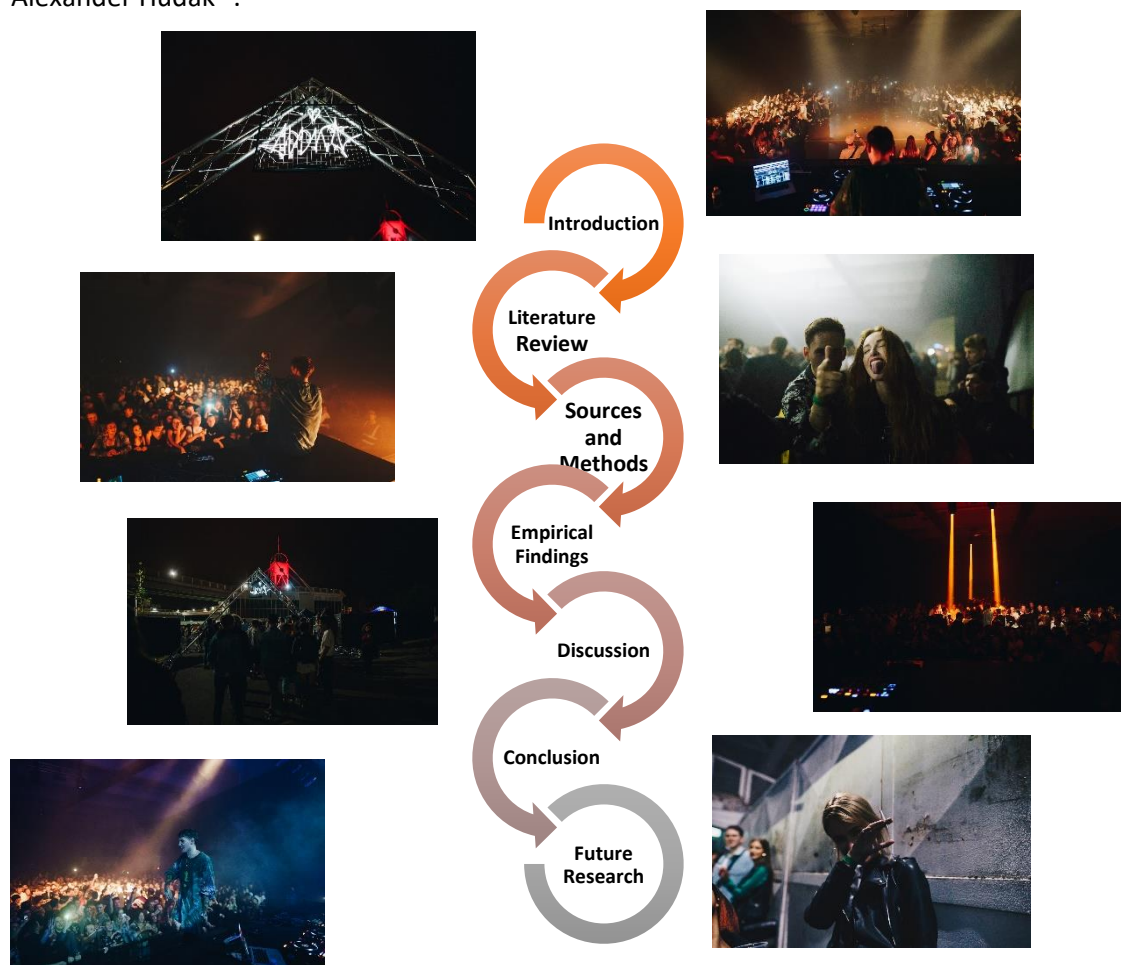 Introduction
Literature
Review
Sources
and
Methods
Empirical
Findings
Discussion
Conclusion
Future
Research